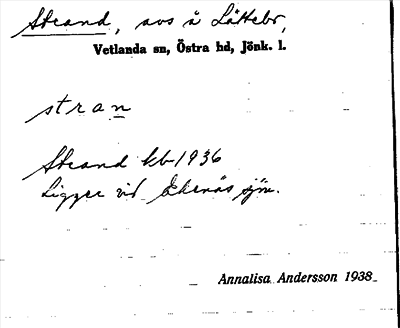 Strand, avs å Lättebo,
Vetlanda sn, Östra hd, Jönk. l.
stran
Strand kb 1936
Ligger vid Ekenäs sjön.
Annalisa Andersson 1938